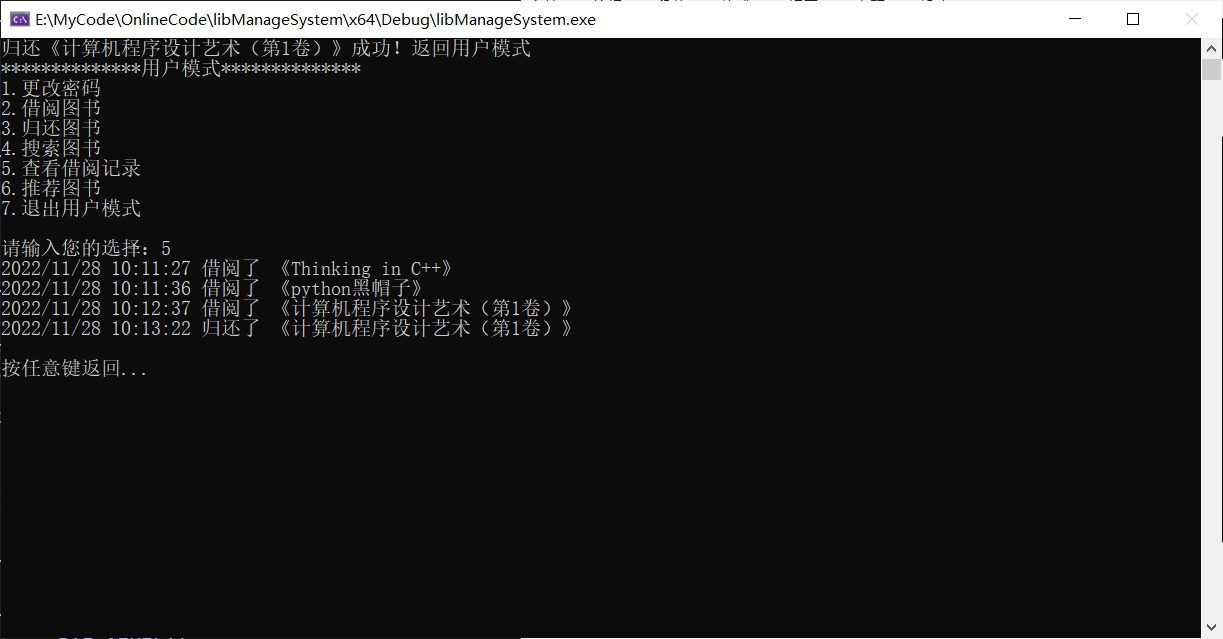 E:\MyCode\OnlineCode\libManageSystem\x64\Debug\libManageSystem.exe
归还《计算机程序设计艺术（第1卷）》成功！返回用户模式
**************用户模式**************
1.更改密码
2.借阅图书
3.归还图书
4.搜索图书
5.查看借阅记录
6.推荐图书
7.退出用户模式
请输入您的选择：5
2022/11/28 10:11:27 借阅了 《Thinking in C++》
2022/11/28 10:11:36 借阅了 《python黑帽子》
2022/11/28 10:12:37 借阅了 《计算机程序设计艺术（第1卷）》
2022/11/28 10:13:22 归还了 《计算机程序设计艺术（第1卷）》
按任意键返回...